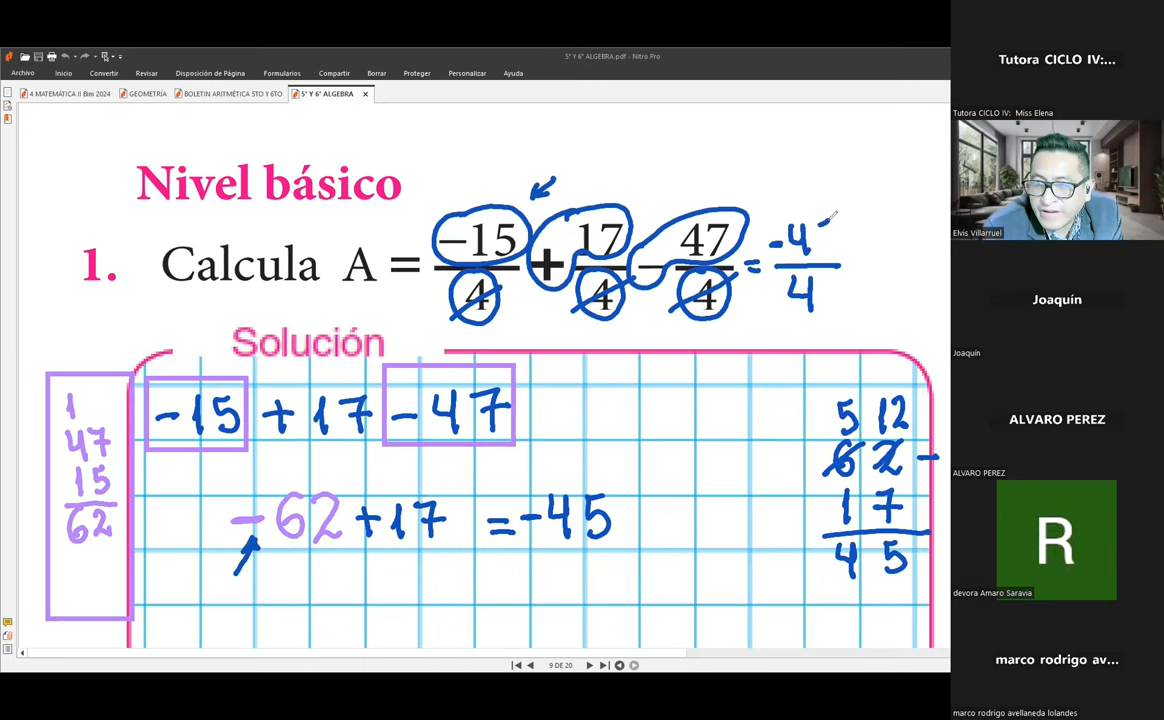 5° Y 6° ALGEBRA.pdf - Nitro Pro
Archivo Inicio Convertir Revisar Disposición de Página Formularios Compartir Borrar Proteger Personalizar Ayuda
4 MATEMÁTICA II Bim 2024 GEOMETRÍA BOLETIN ARITMÉTICA 5TO Y 6TO 5° Y 6° ALGEBRA
Nivel básico
1. Calcula A = −15/4 + 17/4 − 47/4 = -4/4
Solución
-15 + 17 - 47
-62 + 17 = -45
1
47
15
62
5 12
62 -
17
45
9 DE 20
Tutora CICLO IV:...
Tutora CICLO IV: Miss Elena
Elvis Villarruel
Joaquín
Joaquín
ALVARO PEREZ
ALVARO PEREZ
R
devora Amaro Saravia
marco rodrigo av...
marco rodrigo avellaneda lolandes